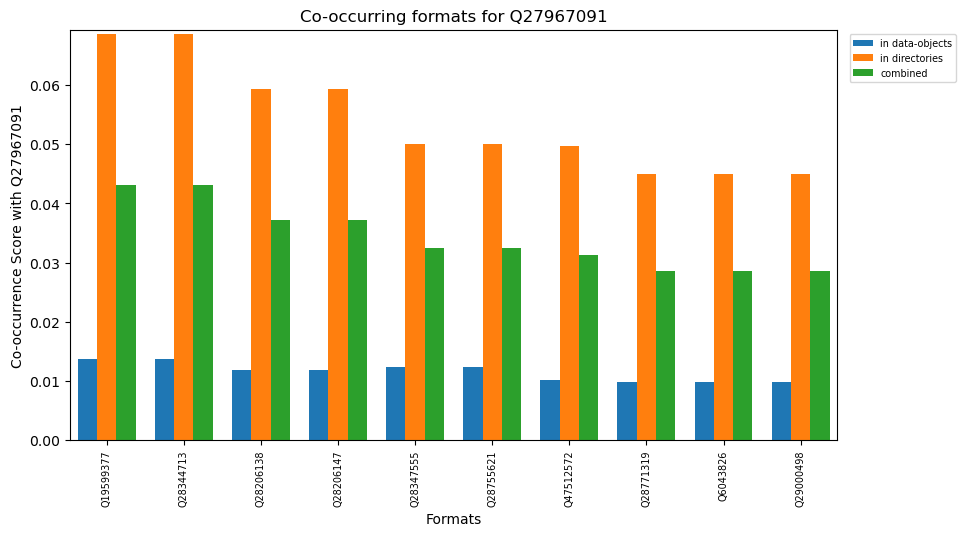 Co-occurring formats for Q27967091
in data-objects
in directories
combined
Co-occurrence Score with Q27967091
0.06
0.05
0.04
0.03
0.02
0.01
0.00
Q19599377
Q28344713
Q28206138
Q28206147
Q28347555
Q28755621
Q47512572
Q28771319
Q6043826
Q29000498
Formats